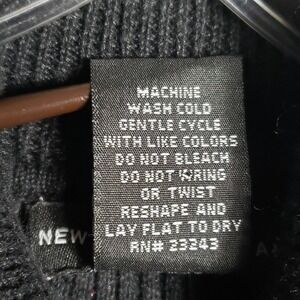 MACHINE
WASH COLD
GENTLE CYCLE
WITH LIKE COLORS
DO NOT BLEACH
DO NOT WRING
OR TWIST
RESHAPE AND
LAY FLAT TO DRY
RN# 23243
NEW